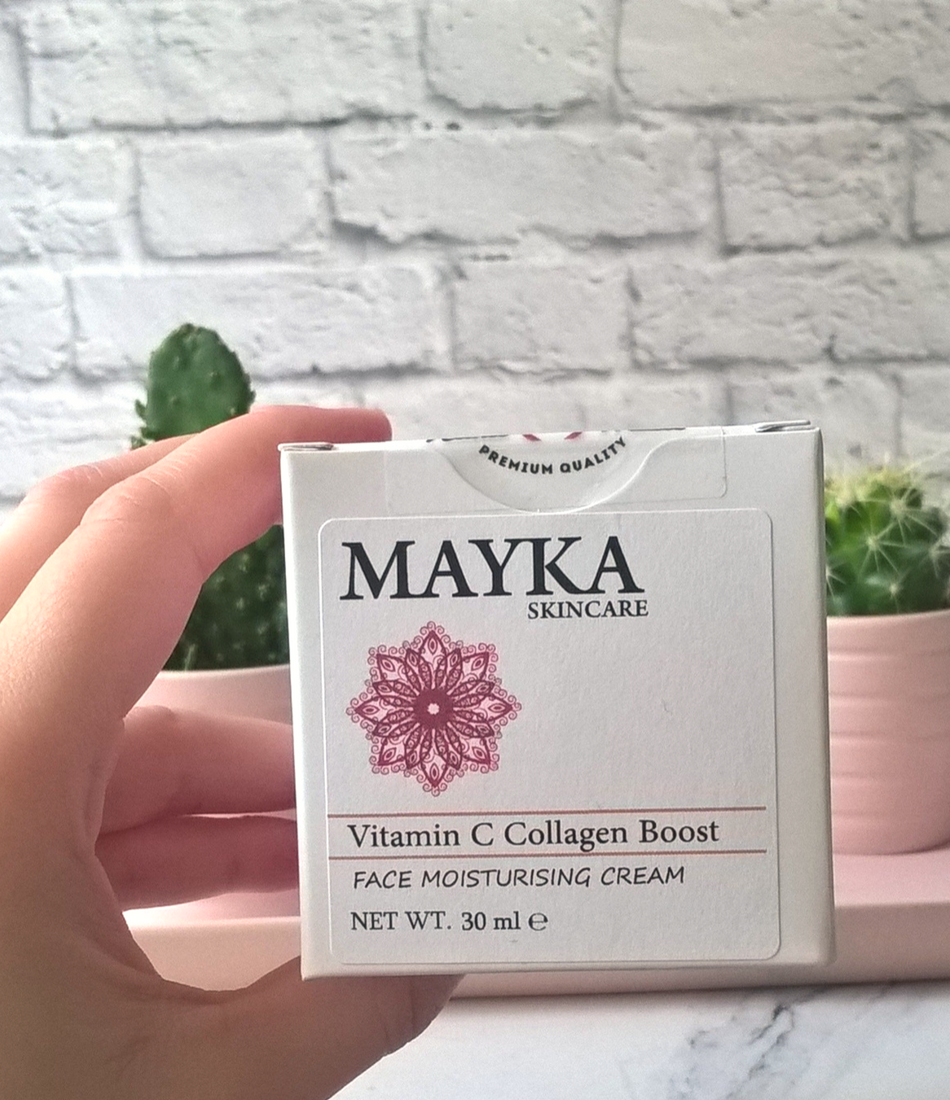 PREMIUM QUALITY
MAYKA
SKINCARE
Vitamin C Collagen Boost
FACE MOISTURISING CREAM
NET WT. 30 ml ℮